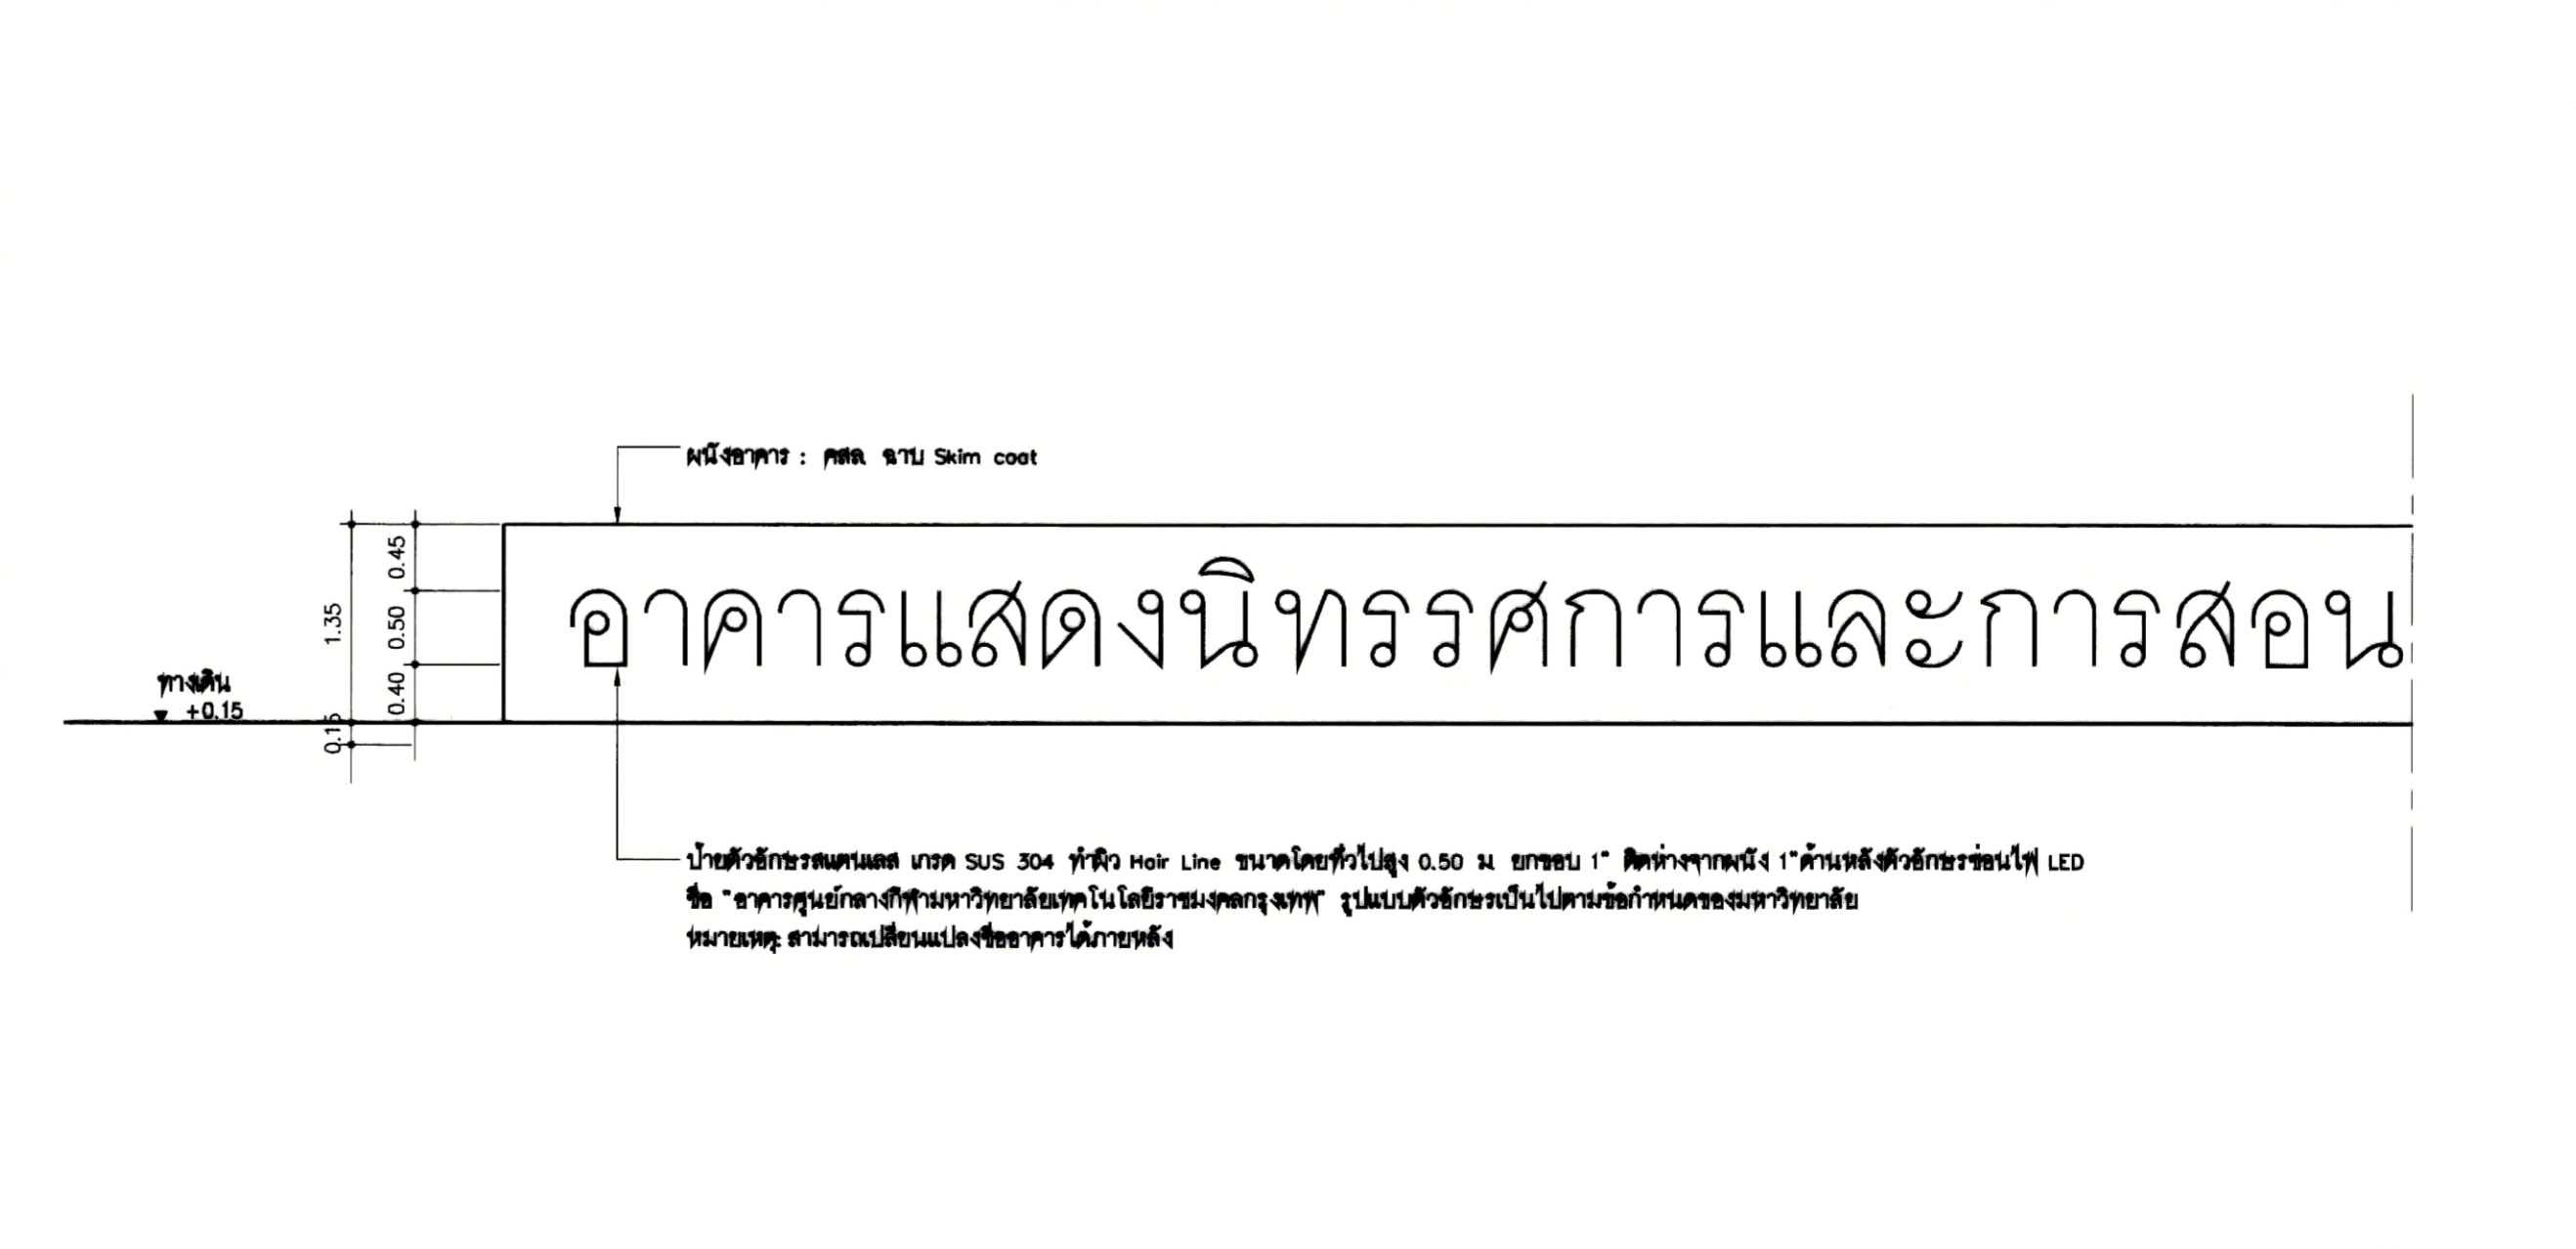 ผนังอาคาร : คสล ฉาบ Skim coat
0.45
0.50
0.40
1.35
0.15
ทางเดิน
+0.15
อาคารแสดงนิทรรศการและการสอน
ป้ายตัวอักษรสแตนเลส เกรด SUS 304 ทำผิว Hair Line ขนาดโดยทั่วไปสูง 0.50 ม. ยกขอบ 1" ติดห่างจากผนัง 1"ด้านหลังตัวอักษรซ่อนไฟ LED
ชื่อ "อาคารศูนย์กลางกีฬามหาวิทยาลัยเทคโนโลยีราชมงคลกรุงเทพ" รูปแบบตัวอักษรเป็นไปตามข้อกำหนดของมหาวิทยาลัย
หมายเหตุ: สามารถเปลี่ยนแปลงชื่ออาคารได้ภายหลัง